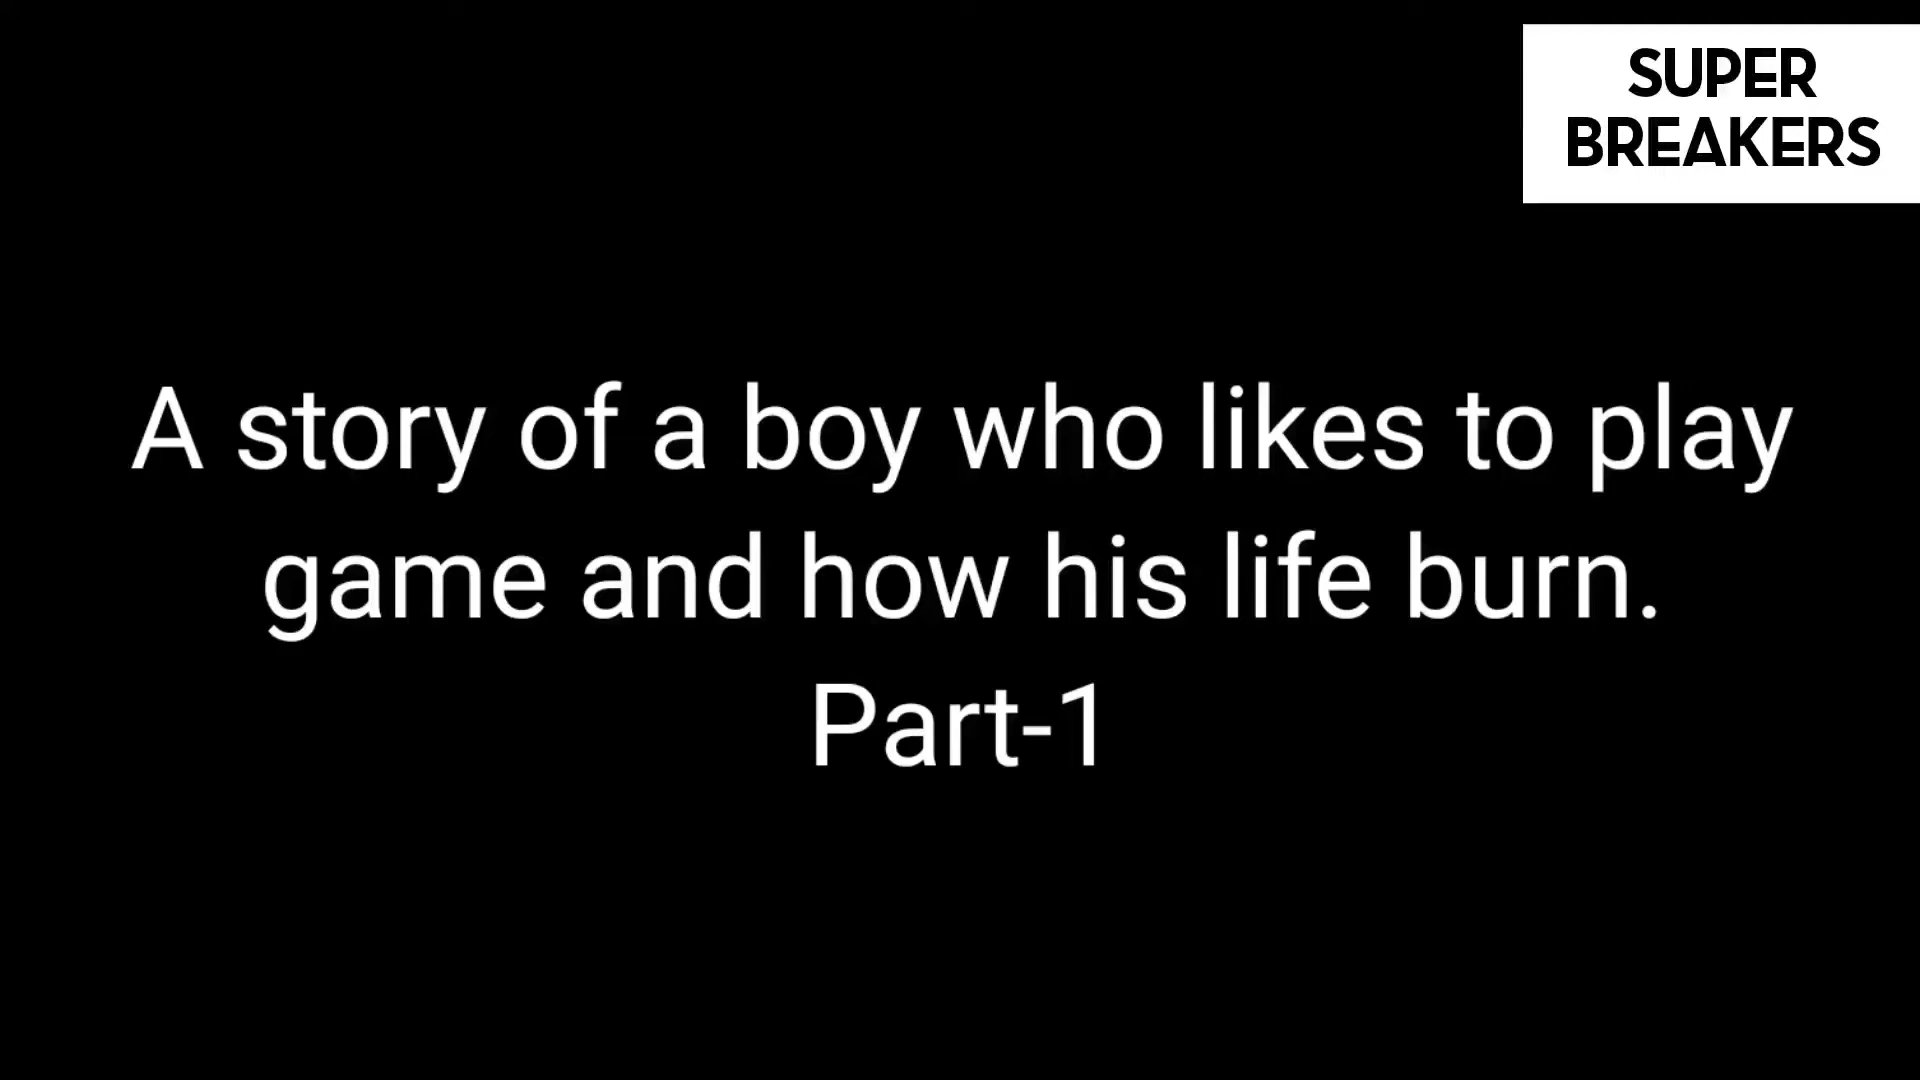 SUPER
BREAKERS
A story of a boy who likes to play
game and how his life burn.
Part-1